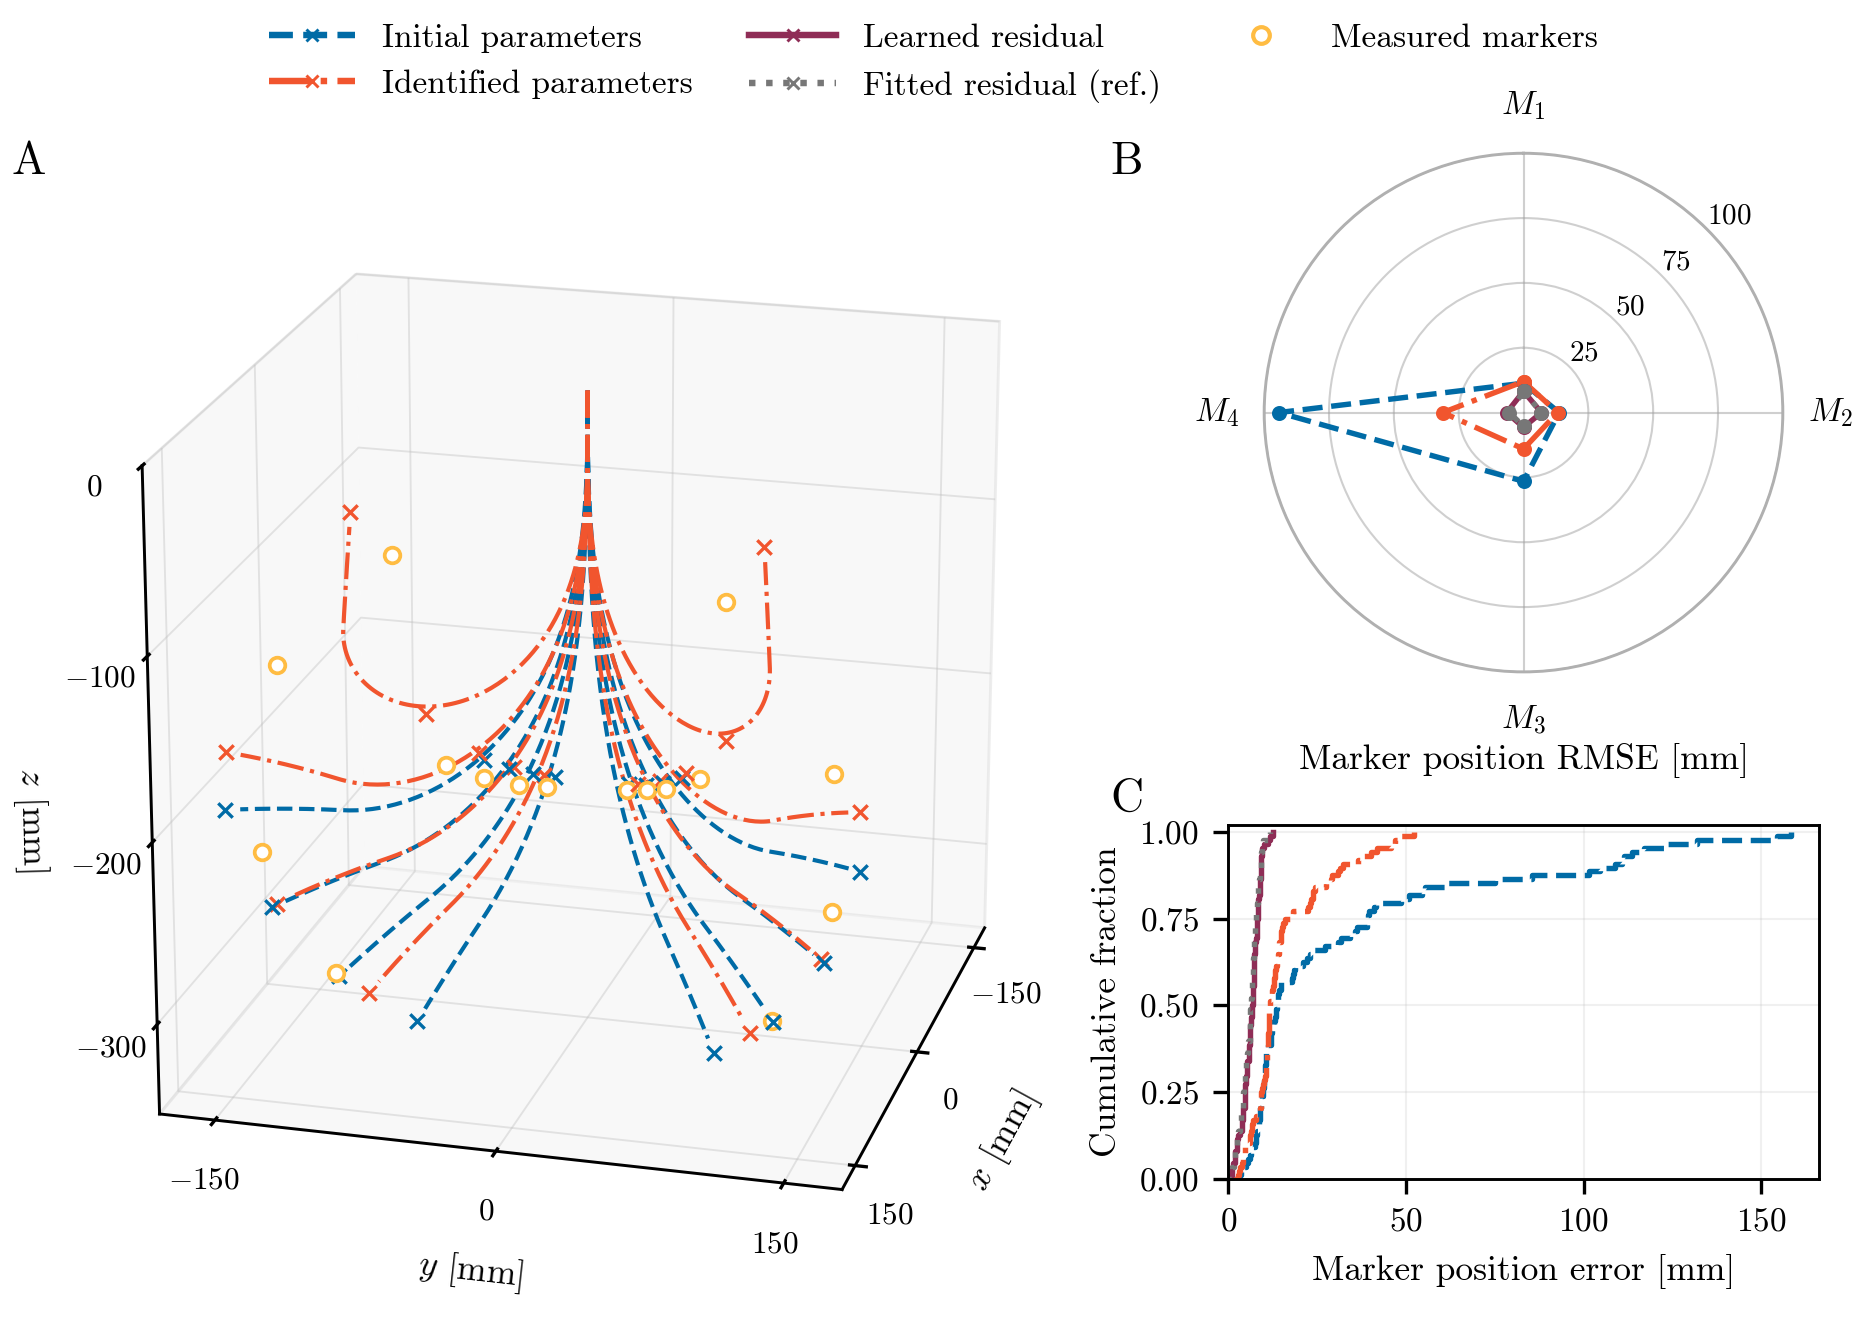 Initial parameters
Identified parameters
Learned residual
Fitted residual (ref.)
Measured markers
A
0
−100
−200
−300
z [mm]
−150
0
150
y [mm]
−150
0
150
x [mm]
B
M1
M2
M3
M4
25
50
75
100
Marker position RMSE [mm]
C
1.00
0.75
0.50
0.25
0.00
Cumulative fraction
0
50
100
150
Marker position error [mm]